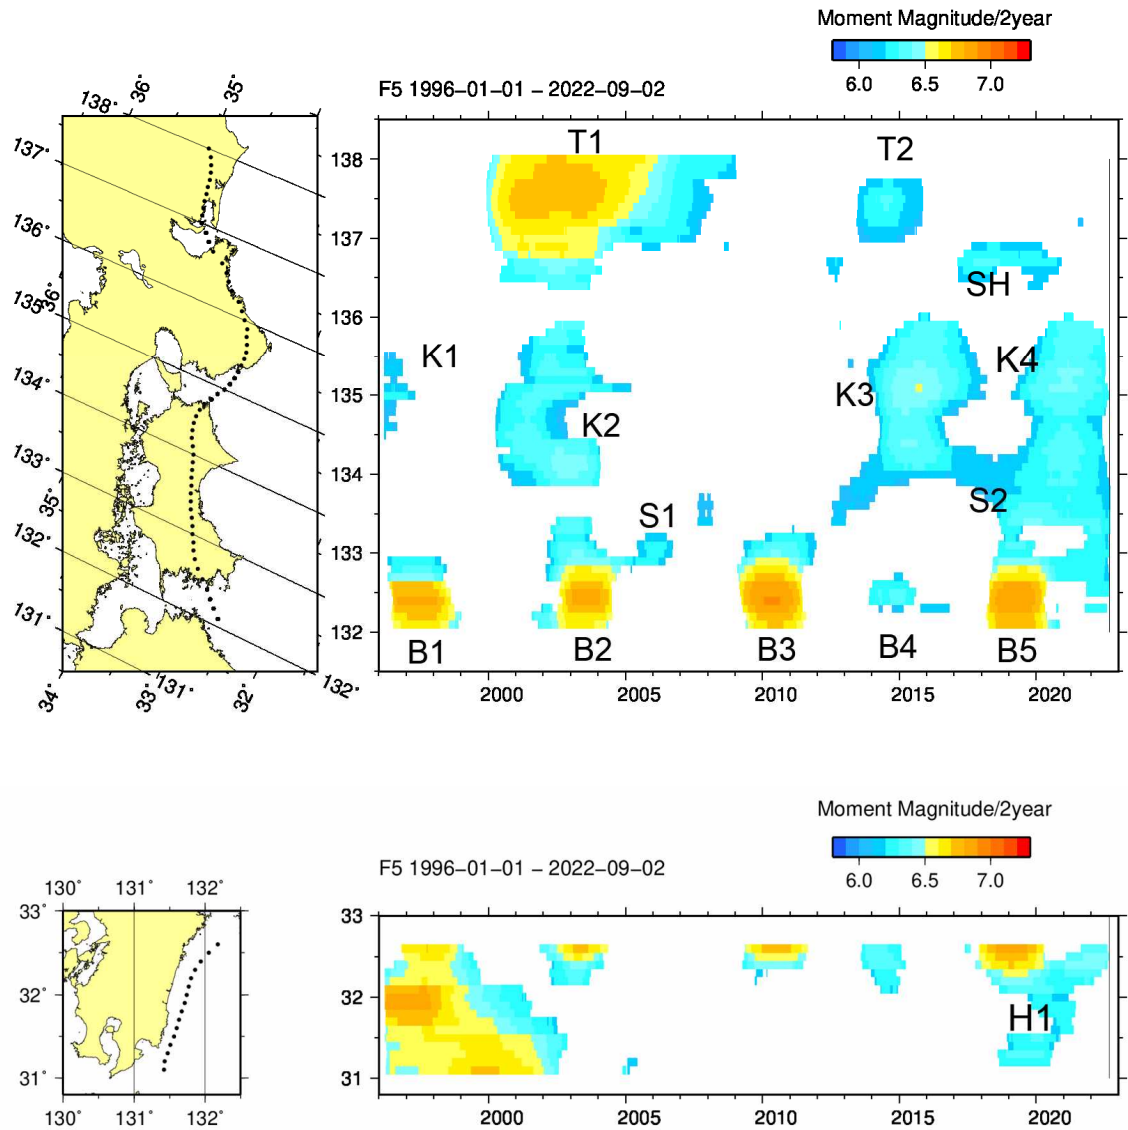 Moment Magnitude/2year
6.0 6.5 7.0
F5 1996−01−01 − 2022−09−02
138° 36° 35°
137°
136°
36°
135°
134°
133°
35°
132°
131°
34° 33° 131° 32° 132°
138
137
136
135
134
133
132
T1 T2
SH
K1 K4
K3
K2
S2
S1
B1 B2 B3 B4 B5
2000 2005 2010 2015 2020
Moment Magnitude/2year
6.0 6.5 7.0
F5 1996−01−01 − 2022−09−02
130° 131° 132°
33°
32°
31°
130° 131° 132°
33
32
31
H1
2000 2005 2010 2015 2020